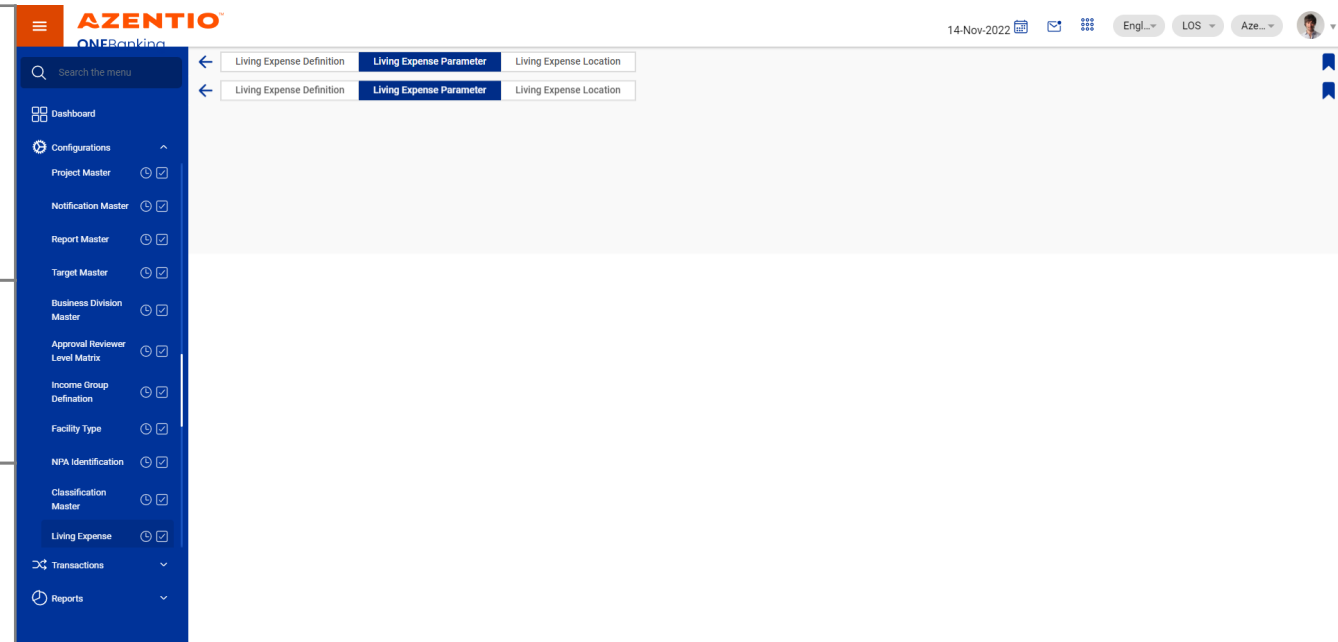 AZENTIO
ONEBanking
14-Nov-2022
Engl...
LOS
Aze...
Search the menu
Dashboard
Configurations
Project Master
Notification Master
Report Master
Target Master
Business Division
Master
Approval Reviewer
Level Matrix
Income Group
Defination
Facility Type
NPA Identification
Classification
Master
Living Expense
Transactions
Reports
Living Expense Definition Living Expense Parameter Living Expense Location
Living Expense Definition Living Expense Parameter Living Expense Location